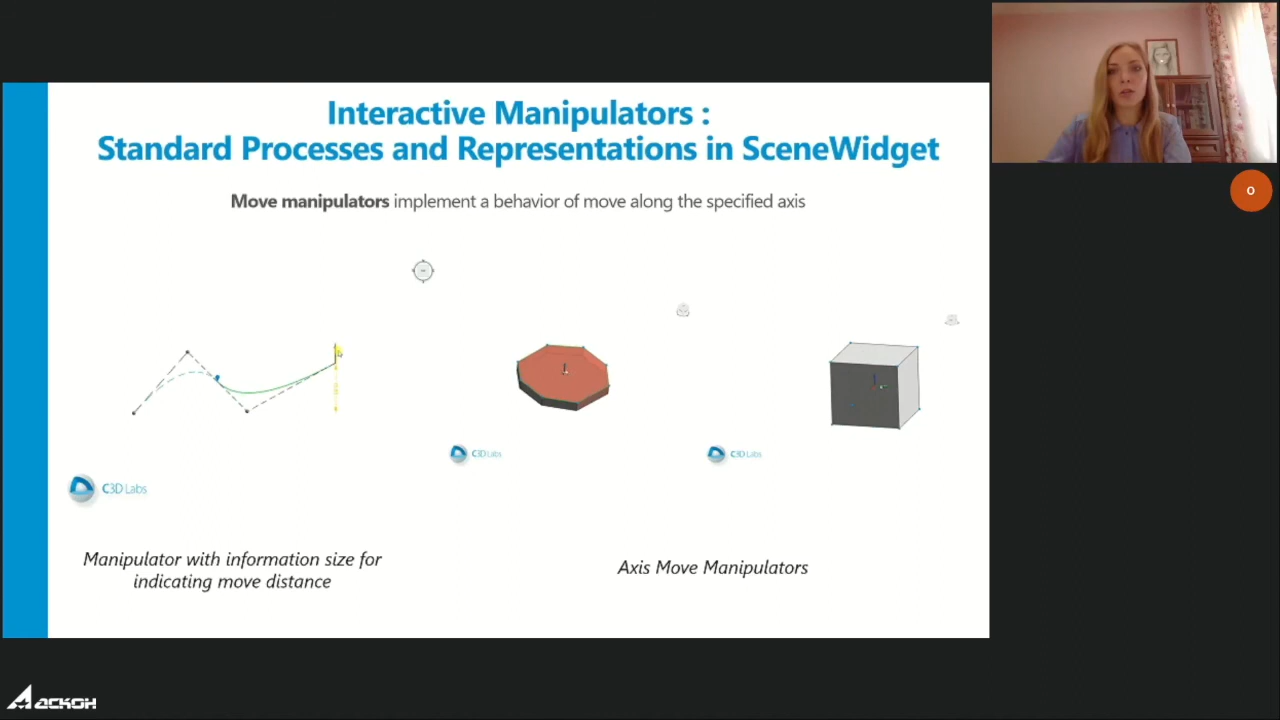 Interactive Manipulators :
Standard Processes and Representations in SceneWidget
Move manipulators implement a behavior of move along the specified axis
O
C3D Labs
C3D Labs
C3D Labs
Manipulator with information size for
indicating move distance
Axis Move Manipulators
АСКОН